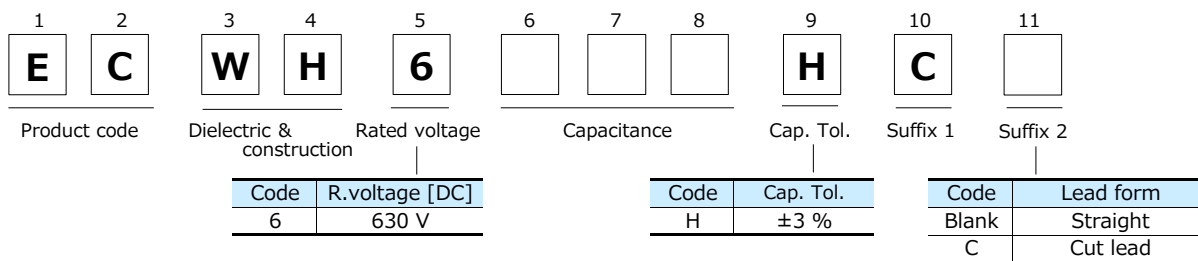 1 2 3 4 5 6 7 8 9 10 11
E C W H 6 H C
Product code Dielectric & construction Rated voltage Capacitance Cap. Tol. Suffix 1 Suffix 2
Code R.voltage [DC] Code Cap. Tol. Code Lead form
6 630 V H ±3 % Blank Straight
C Cut lead